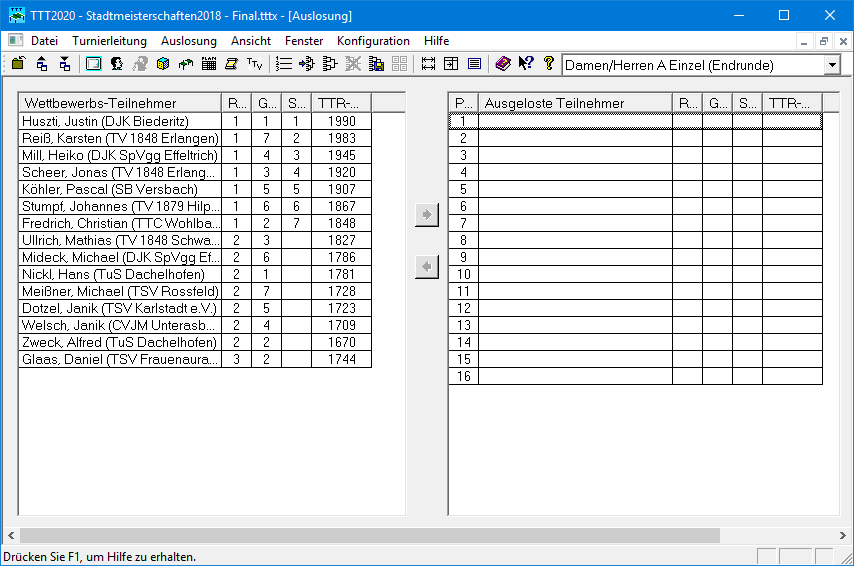 TTT2020 - Stadtmeisterschaften2018 - Final.tttx - [Auslosung]
Datei Turnierleitung Auslosung Ansicht Fenster Konfiguration Hilfe
Damen/Herren A Einzel (Endrunde)
Wettbewerbs-Teilnehmer R... G... S... TTR-...
Huszti, Justin (DJK Biederitz) 1 1 1 1990
Reiß, Karsten (TV 1848 Erlangen) 1 7 2 1983
Mill, Heiko (DJK SpVgg Effeltrich) 1 4 3 1945
Scheer, Jonas (TV 1848 Erlang... 1 3 4 1920
Köhler, Pascal (SB Versbach) 1 5 5 1907
Stumpf, Johannes (TV 1879 Hilp... 1 6 6 1867
Fredrich, Christian (TTC Wohlba... 1 2 7 1848
Ullrich, Mathias (TV 1848 Schwa... 2 3 1827
Mideck, Michael (DJK SpVgg Ef... 2 6 1786
Nickl, Hans (TuS Dachelhofen) 2 1 1781
Meißner, Michael (TSV Rossfeld) 2 7 1728
Dotzel, Janik (TSV Karlstadt e.V.) 2 5 1723
Welsch, Janik (CVJM Unterasb... 2 4 1709
Zweck, Alfred (TuS Dachelhofen) 2 2 1670
Glaas, Daniel (TSV Frauenaura... 3 2 1744
P... Ausgeloste Teilnehmer R... G... S... TTR-...
1
2
3
4
5
6
7
8
9
10
11
12
13
14
15
16
Drücken Sie F1, um Hilfe zu erhalten.